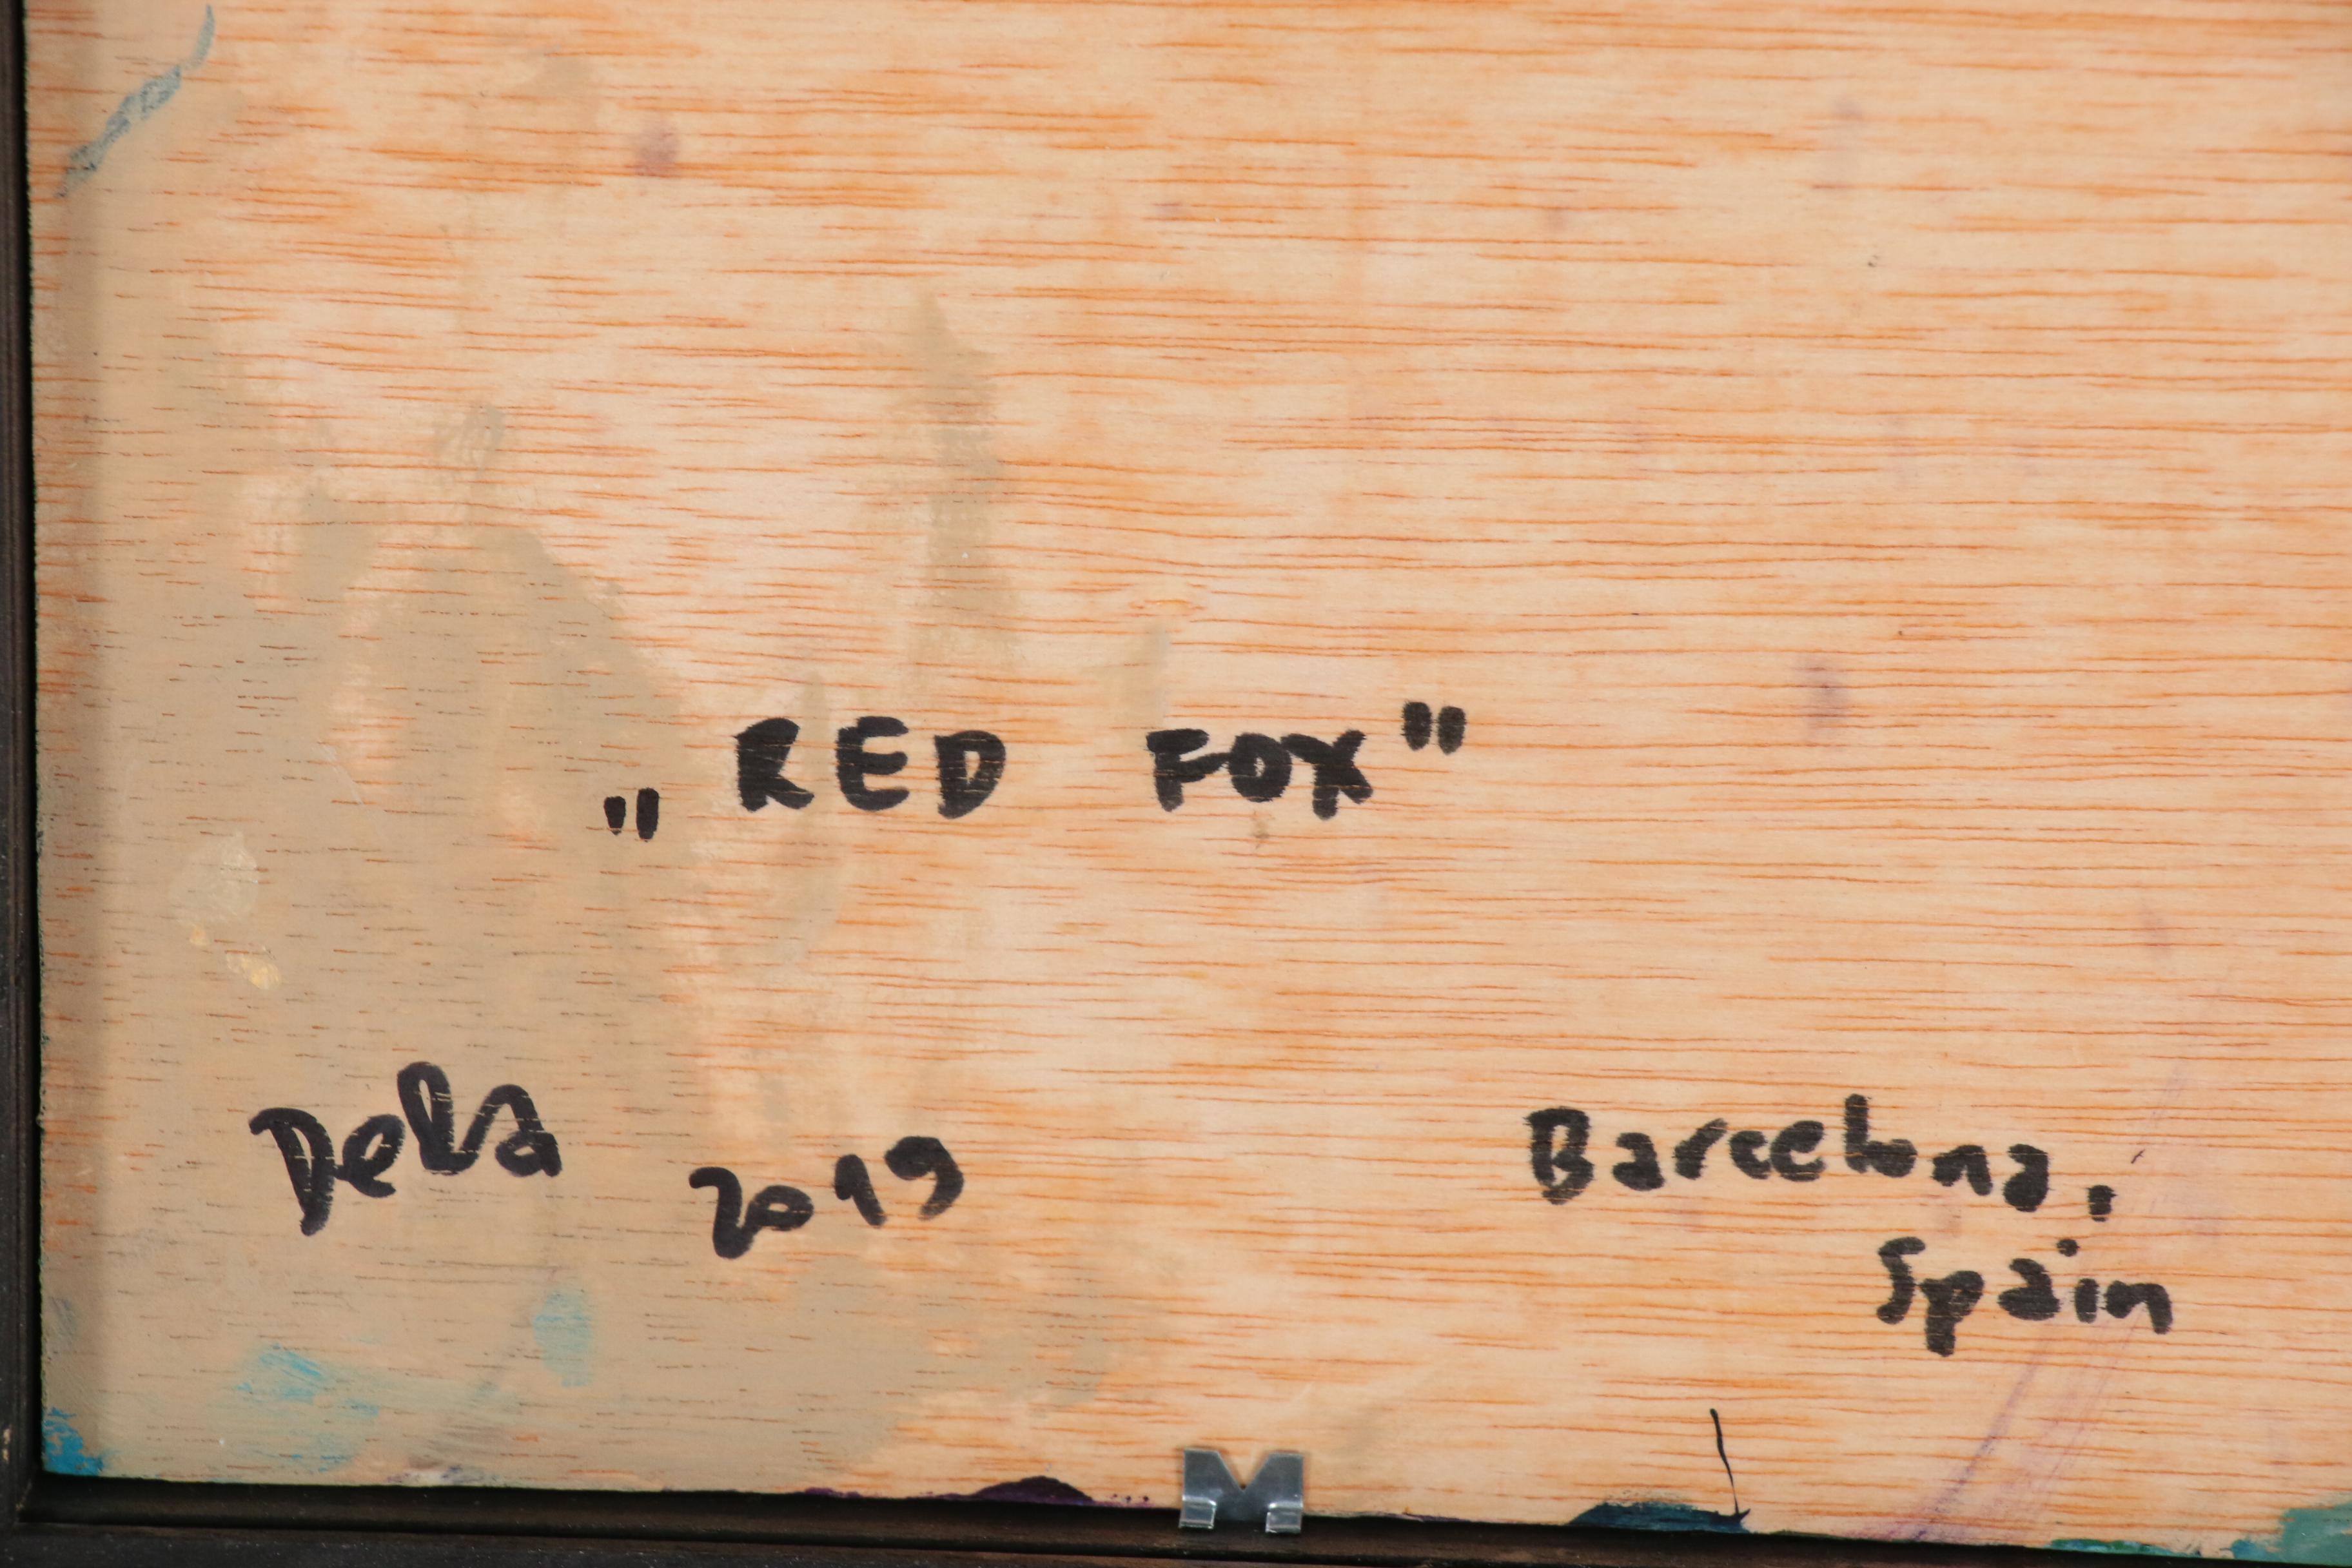 „RED FOX"
Dela 2019
Barcelona,
Spain